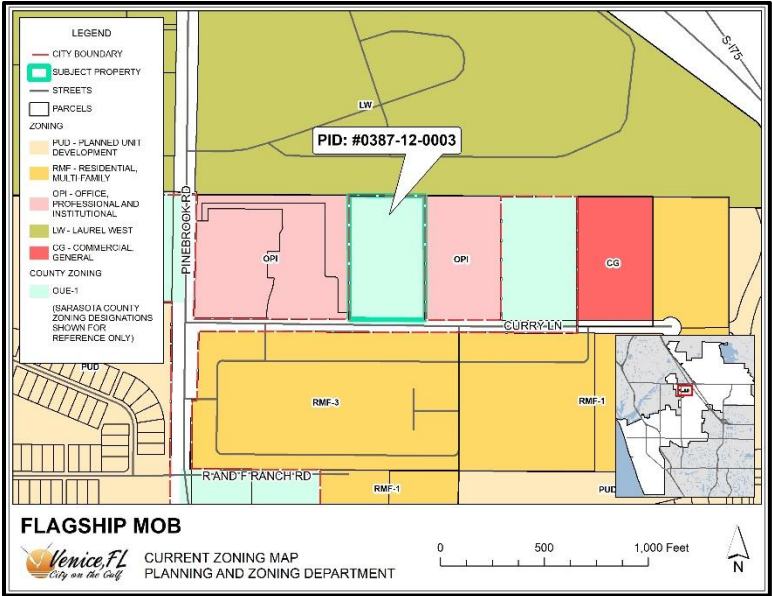 LEGEND
CITY BOUNDARY
SUBJECT PROPERTY
STREETS
PARCELS
ZONING
PUD - PLANNED UNIT
DEVELOPMENT
RMF - RESIDENTIAL,
MULTI-FAMILY
OPI - OFFICE,
PROFESSIONAL AND
INSTITUTIONAL
LW - LAUREL WEST
CG - COMMERCIAL,
GENERAL
COUNTY ZONING
OUE-1
(SARASOTA COUNTY
ZONING DESIGNATIONS
SHOWN FOR
REFERENCE ONLY)
S-I75
LW
PID: #0387-12-0003
PINEBROOK RD
OPI
OPI
CG
CURRY LN
PUD
RMF-3
RMF-1
R AND F RANCH RD
RMF-1
PUD
FLAGSHIP MOB
Venice, FL
City on the Gulf
CURRENT ZONING MAP
PLANNING AND ZONING DEPARTMENT
0 500 1,000 Feet
N